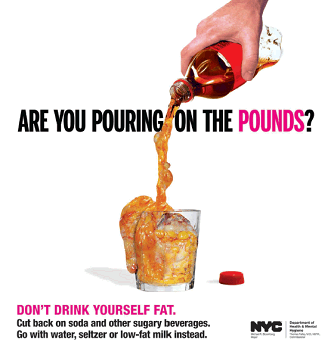 ARE YOU POURING ON THE POUNDS?
DON'T DRINK YOURSELF FAT.
Cut back on soda and other sugary beverages.
Go with water, seltzer or low-fat milk instead.
NYC
Department of
Health & Mental
Hygiene